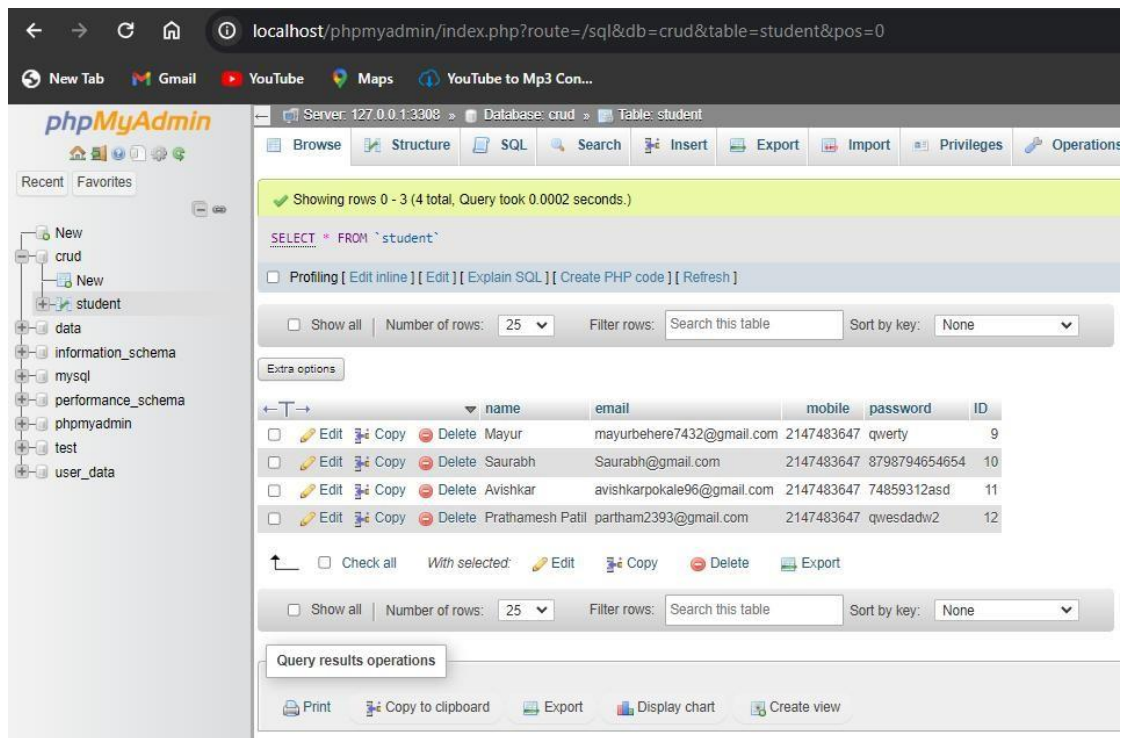 localhost/phpmyadmin/index.php?route=/sql&db=crud&table=student&pos=0
New Tab Gmail YouTube Maps YouTube to Mp3 Con...
phpMyAdmin
Recent Favorites
New
crud
New
student
data
information_schema
mysql
performance_schema
phpmyadmin
test
user_data
Server: 127.0.0.1:3308 » Database: crud » Table: student
Browse Structure SQL Search Insert Export Import Privileges Operations
Showing rows 0 - 3 (4 total, Query took 0.0002 seconds.)
SELECT * FROM `student`
Profiling [ Edit inline ] [ Edit ] [ Explain SQL ] [ Create PHP code ] [ Refresh ]
Show all | Number of rows: 25 Filter rows: Search this table Sort by key: None
Extra options
name email mobile password ID
Edit Copy Delete Mayur mayurbehere7432@gmail.com 2147483647 qwerty 9
Edit Copy Delete Saurabh Saurabh@gmail.com 2147483647 8798794654654 10
Edit Copy Delete Avishkar avishkarpokale96@gmail.com 2147483647 74859312asd 11
Edit Copy Delete Prathamesh Patil partham2393@gmail.com 2147483647 qwesdadw2 12
Check all With selected: Edit Copy Delete Export
Show all | Number of rows: 25 Filter rows: Search this table Sort by key: None
Query results operations
Print Copy to clipboard Export Display chart Create view